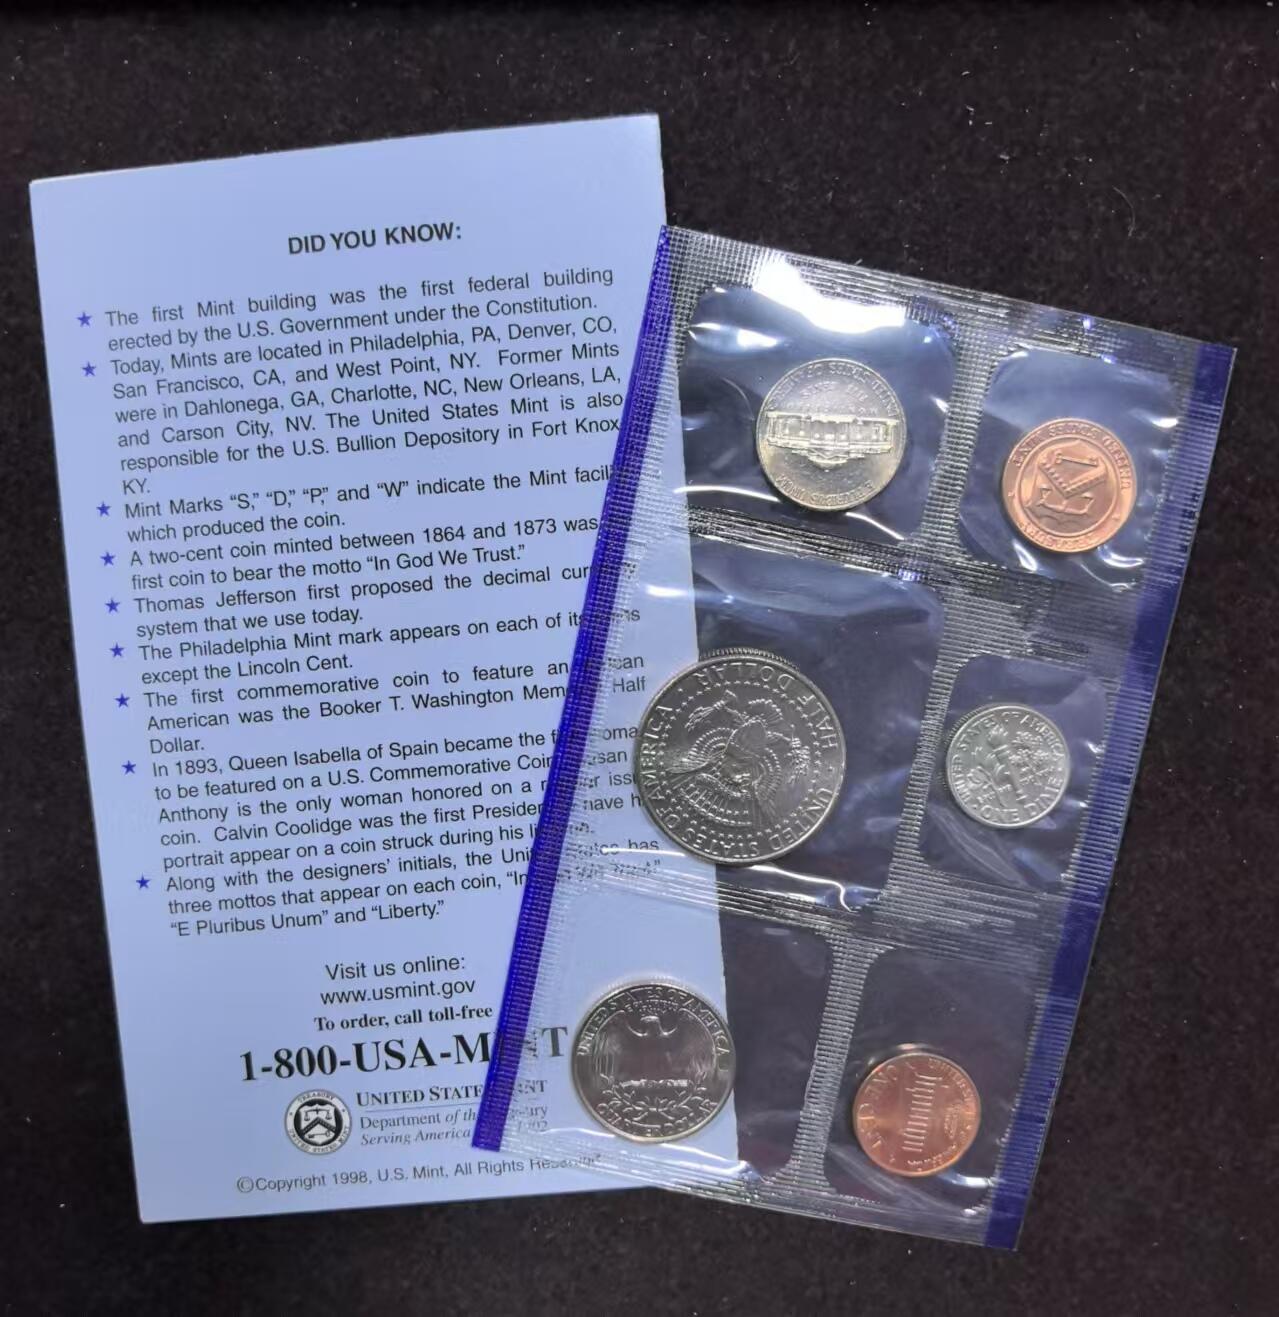 DID YOU KNOW:
★ The first Mint building was the first federal building
erected by the U.S. Government under the Constitution.
★ Today, Mints are located in Philadelphia, PA, Denver, CO,
San Francisco, CA, and West Point, NY. Former Mints
were in Dahlonega, GA, Charlotte, NC, New Orleans, LA,
and Carson City, NV. The United States Mint is also
responsible for the U.S. Bullion Depository in Fort Knox
KY.
★ Mint Marks “S,” “D,” “P,” and “W” indicate the Mint facili
which produced the coin.
★ A two-cent coin minted between 1864 and 1873 was
first coin to bear the motto “In God We Trust.”
★ Thomas Jefferson first proposed the decimal cur
system that we use today.
★ The Philadelphia Mint mark appears on each of its
except the Lincoln Cent.
★ The first commemorative coin to feature an
American was the Booker T. Washington Mem Half
Dollar.
★ In 1893, Queen Isabella of Spain became the
to be featured on a U.S. Commemorative Coin
Anthony is the only woman honored on a
coin. Calvin Coolidge was the first Presiden have h
portrait appear on a coin struck during his
★ Along with the designers’ initials, the Uni has
three mottos that appear on each coin, “In
“E Pluribus Unum” and “Liberty.”
Visit us online:
www.usmint.gov
To order, call toll-free
1-800-USA-MINT
UNITED STATES MINT
Department of the
Serving America
©Copyright 1998, U.S. Mint, All Rights Reserved
UNITED STATES OF AMERICA
HALF DOLLAR
UNITED STATES OF AMERICA
ONE DIME
UNITED STATES OF AMERICA
QUARTER DOLLAR
ONE CENT